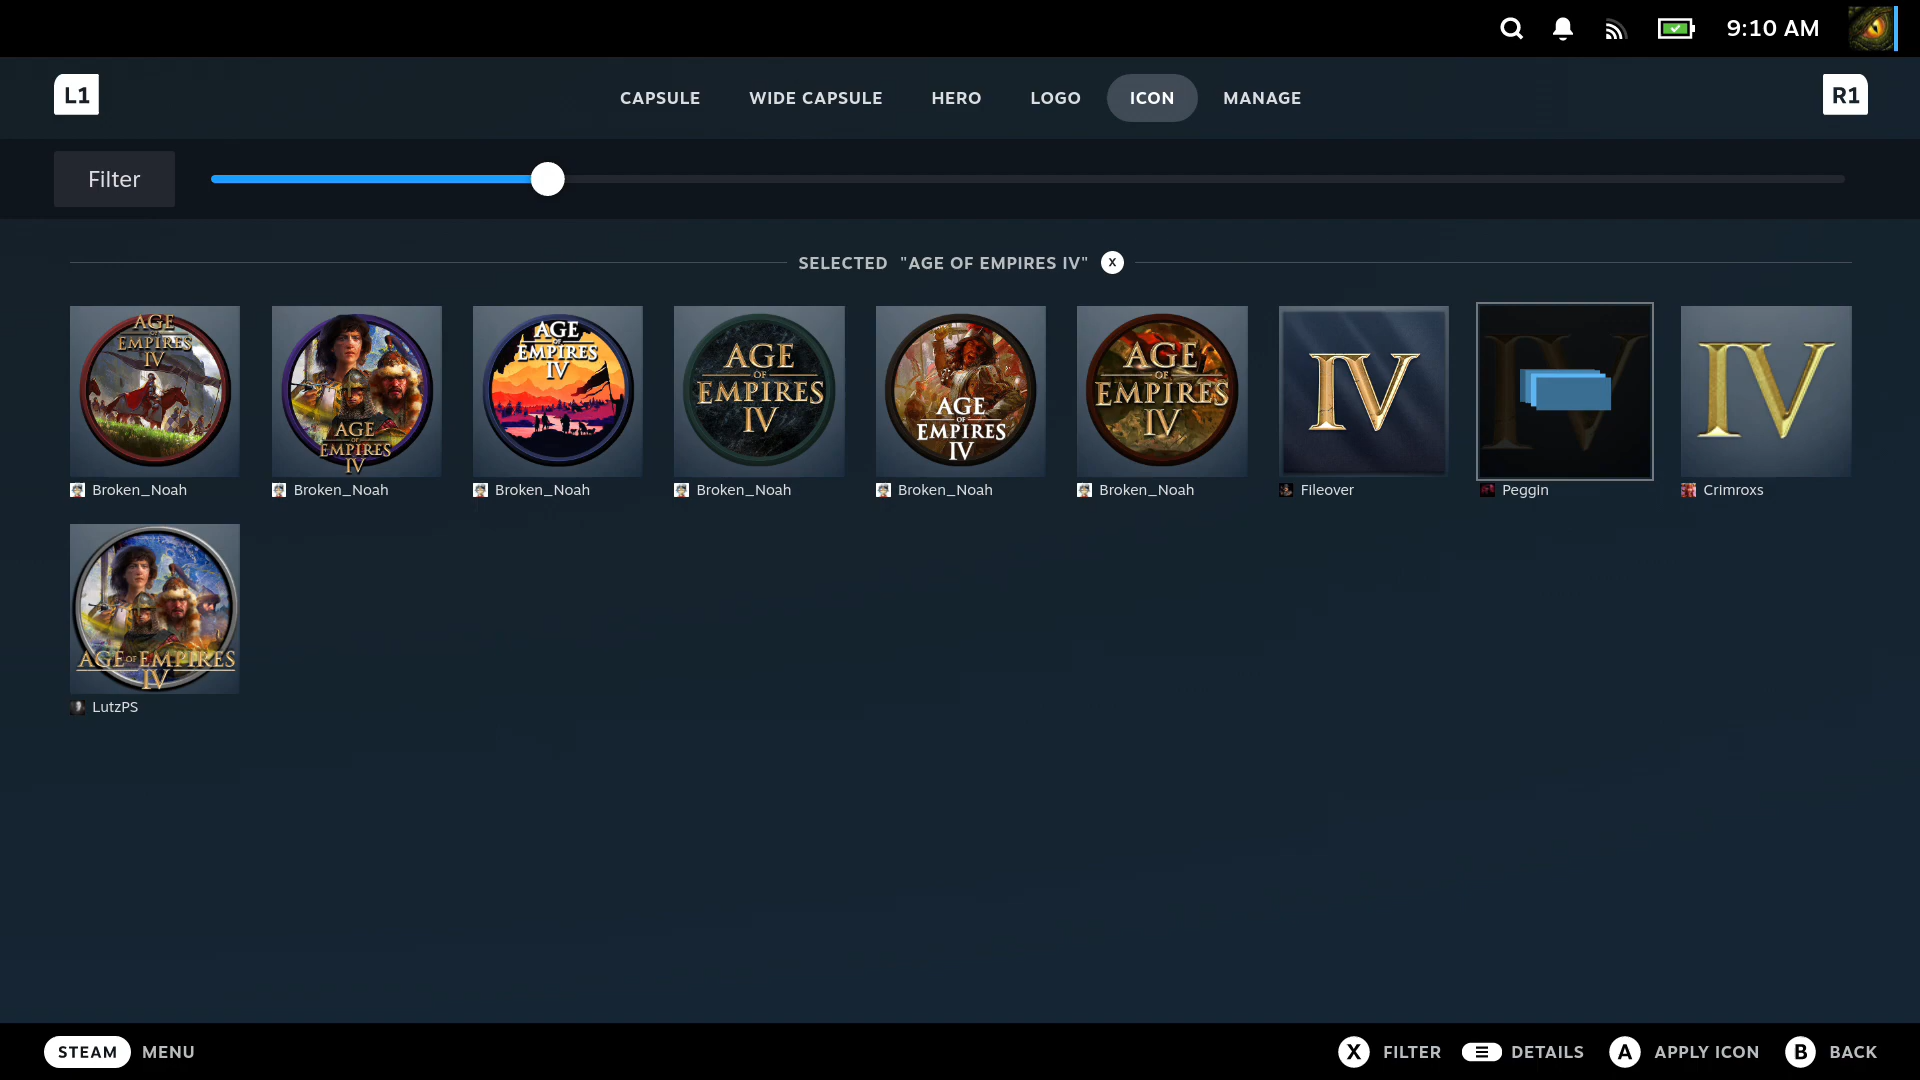 9:10 AM
L1
CAPSULE
WIDE CAPSULE
HERO
LOGO
ICON
MANAGE
R1
Filter
SELECTED "AGE OF EMPIRES IV" X
AGE
OF
EMPIRES
IV
AGE
OF
EMPIRES
IV
AGE
OF
EMPIRES
IV
AGE
OF
EMPIRES
IV
AGE
OF
EMPIRES
IV
AGE
OF
EMPIRES
IV
IV
IV
IV
Broken_Noah
Broken_Noah
Broken_Noah
Broken_Noah
Broken_Noah
Broken_Noah
Fileover
Peggin
Crimroxs
AGE OF EMPIRES
IV
LutzPS
STEAM MENU
X FILTER
DETAILS
A APPLY ICON
B BACK